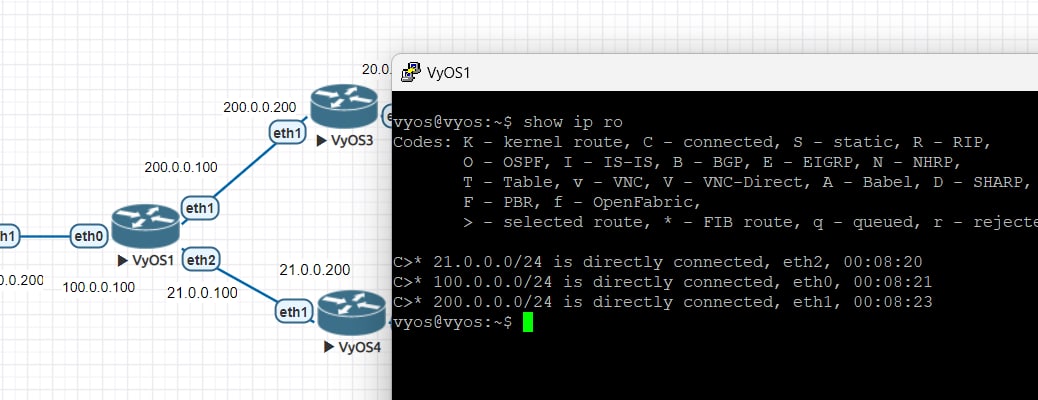 20.0.
VyOS1
200.0.0.200
eth1
VyOS3
200.0.0.100
eth1
eth0
VyOS1
eth2
100.0.0.100
21.0.0.100
21.0.0.200
eth1
VyOS4
vyos@vyos:~$ show ip ro
Codes: K - kernel route, C - connected, S - static, R - RIP,
O - OSPF, I - IS-IS, B - BGP, E - EIGRP, N - NHRP,
T - Table, v - VNC, V - VNC-Direct, A - Babel, D - SHARP,
F - PBR, f - OpenFabric,
> - selected route, * - FIB route, q - queued, r - rejecte
C>* 21.0.0.0/24 is directly connected, eth2, 00:08:20
C>* 100.0.0.0/24 is directly connected, eth0, 00:08:21
C>* 200.0.0.0/24 is directly connected, eth1, 00:08:23
vyos@vyos:~$